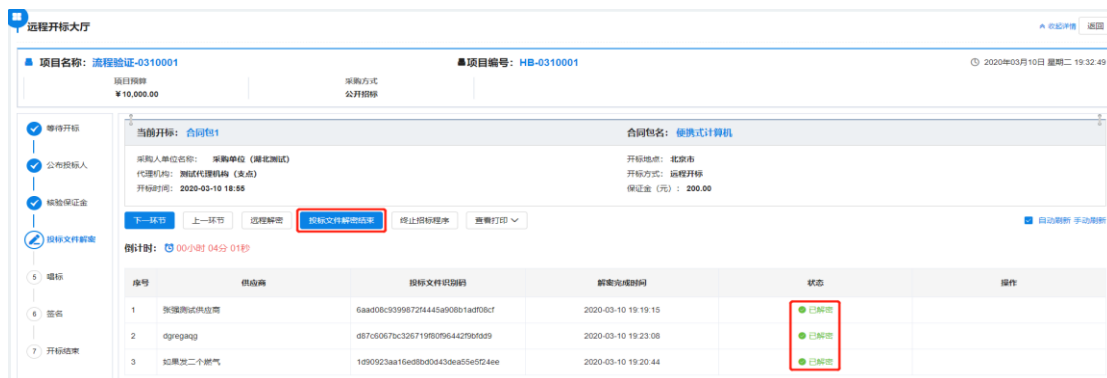 远程开标大厅 收起详情 返回
项目名称：流程验证-0310001 项目编号：HB-0310001 2020年03月10日 星期二 19:32:49
项目预算 采购方式
￥10,000.00 公开招标
等待开标
公布投标人
核验保证金
投标文件解密
5 唱标
6 签名
7 开标结束
当前开标：合同包1 合同包名：便携式计算机
采购人单位名称：采购单位（湖北测试） 开标地点：北京市
代理机构：测试代理机构（支点） 开标方式：远程开标
开标时间：2020-03-10 18:55 保证金（元）：200.00
下一环节 上一环节 远程解密 投标文件解密结束 终止招标程序 查看打印 自动刷新 手动刷新
倒计时：00小时 04分 01秒
序号 供应商 投标文件识别码 解密完成时间 状态 操作
1 张强测试供应商 6aad08c9399872f4445a908b1adf08cf 2020-03-10 19:19:15 已解密
2 dgregaqg d87c6067bc326719f80f96442f9bfdd9 2020-03-10 19:23:08 已解密
3 如果发二个燃气 1d90923aa16ed8bd0d43dea55e5f24ee 2020-03-10 19:20:44 已解密